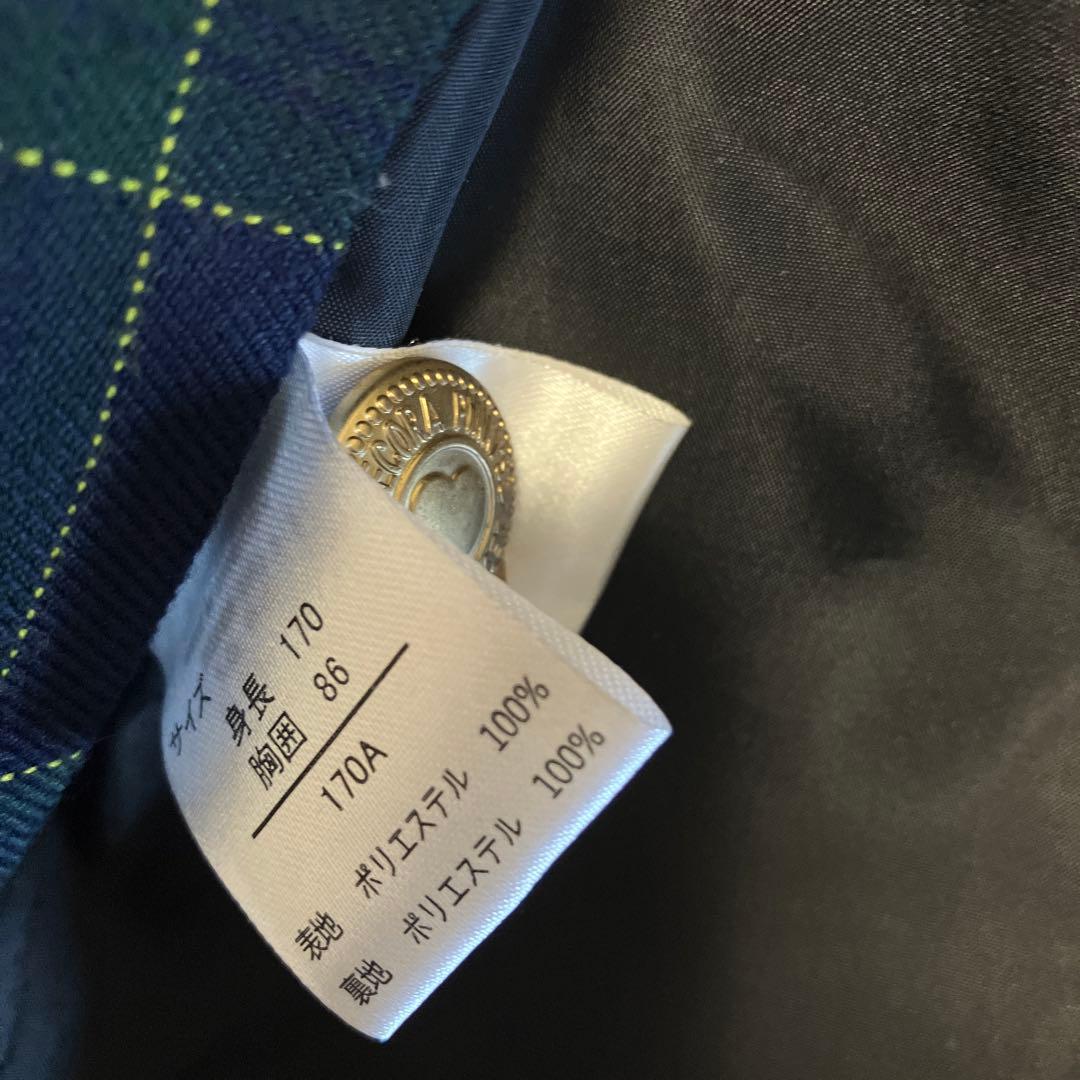 サイズ
身長 170
胸囲 86
170A
表地 ポリエステル 100%
裏地 ポリエステル 100%